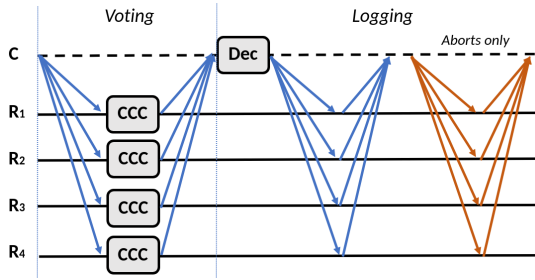 Voting Logging
Aborts only
C Dec
R1 CCC
R2 CCC
R3 CCC
R4 CCC